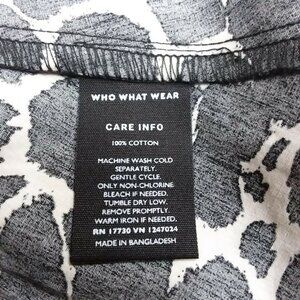 WHO WHAT WEAR
CARE INFO
100% COTTON
MACHINE WASH COLD
SEPARATELY.
GENTLE CYCLE.
ONLY NON-CHLORINE
BLEACH IF NEEDED.
TUMBLE DRY LOW.
REMOVE PROMPTLY.
WARM IRON IF NEEDED.
RN 17730 VN 1247024
MADE IN BANGLADESH